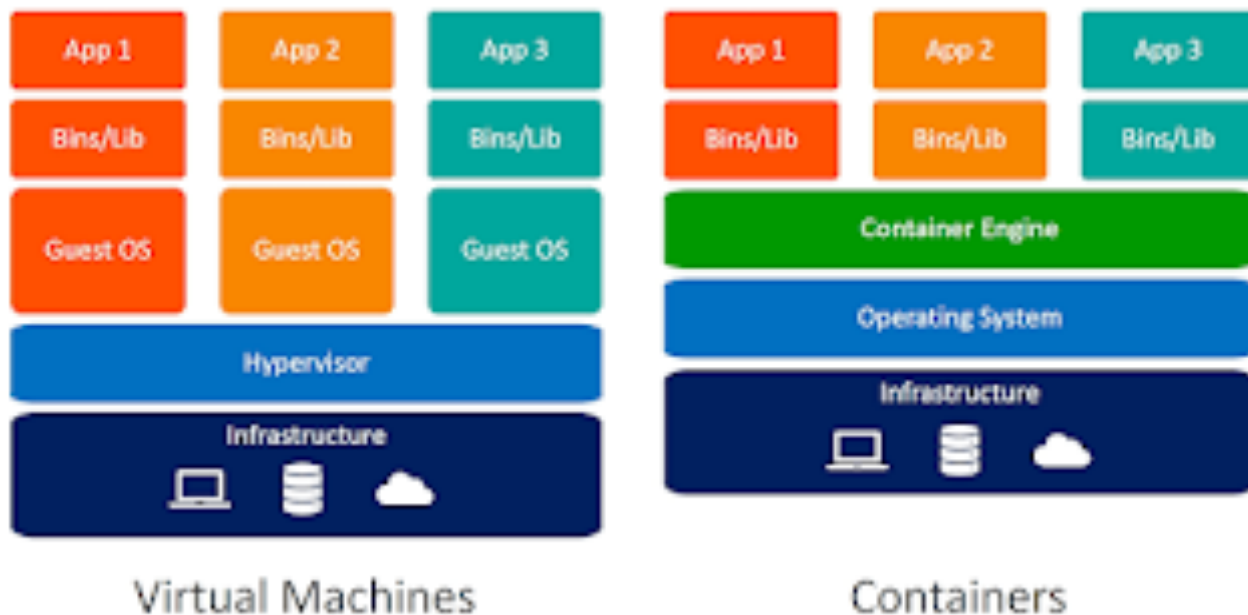 App 1
App 2
App 3
Bins/Lib
Bins/Lib
Bins/Lib
Guest OS
Guest OS
Guest OS
Hypervisor
Infrastructure
Virtual Machines
App 1
App 2
App 3
Bins/Lib
Bins/Lib
Bins/Lib
Container Engine
Operating System
Infrastructure
Containers